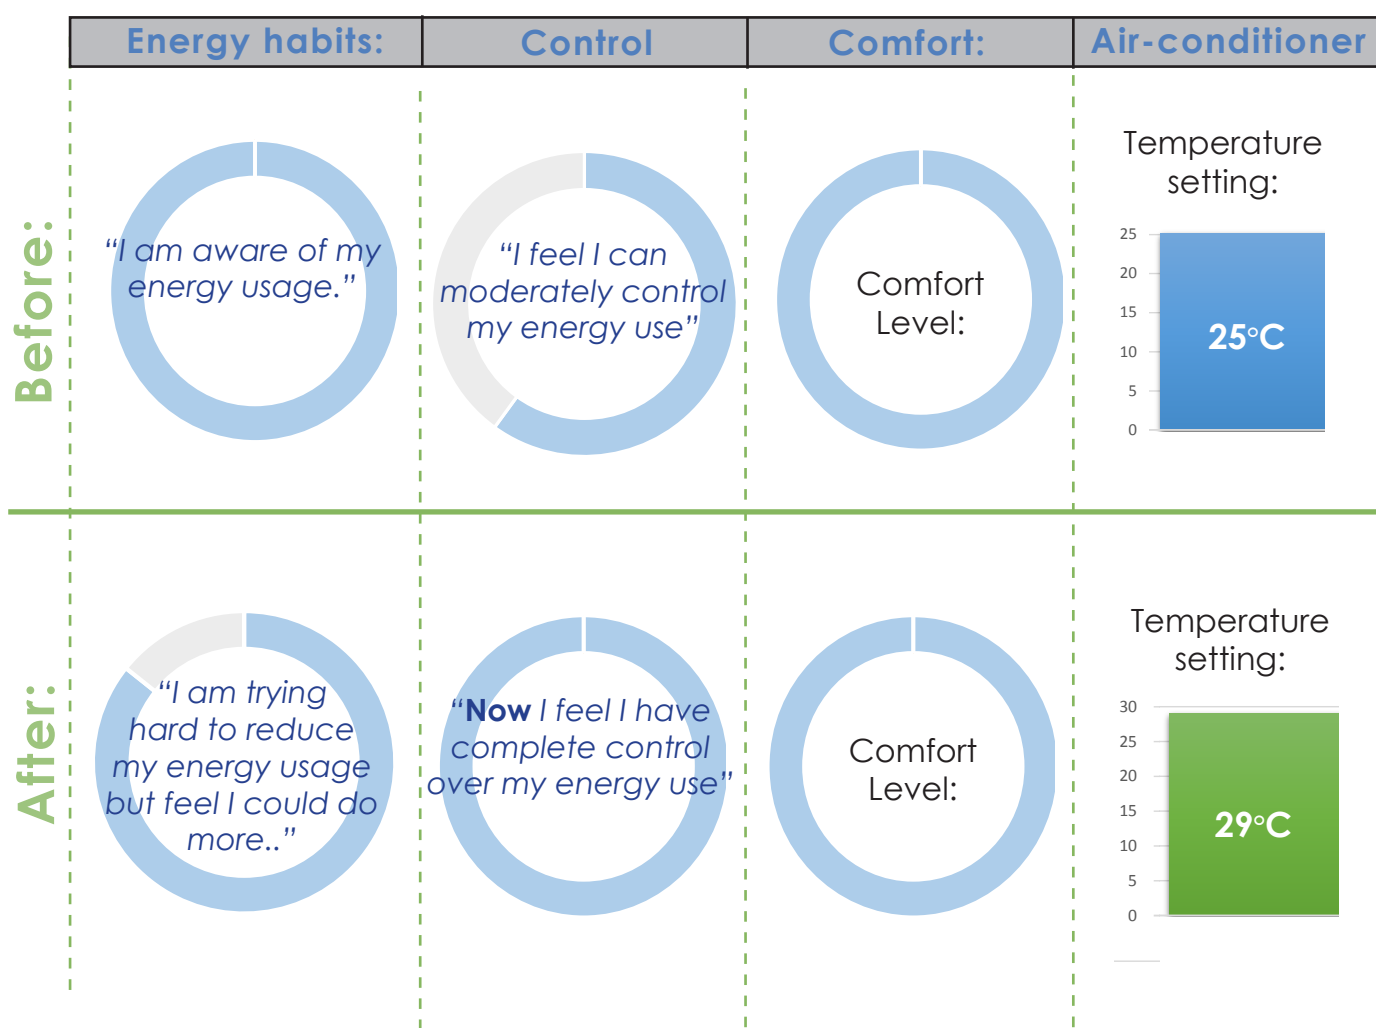 Energy habits:
Control
Comfort:
Air-conditioner
Before:
“I am aware of my
energy usage.”
“I feel I can
moderately control
my energy use”
Comfort
Level:
Temperature
setting:
25
20
15
10
5
0
25°C
After:
“I am trying
hard to reduce
my energy usage
but feel I could do
more..”
“Now I feel I have
complete control
over my energy use”
Comfort
Level:
Temperature
setting:
30
25
20
15
10
5
0
29°C